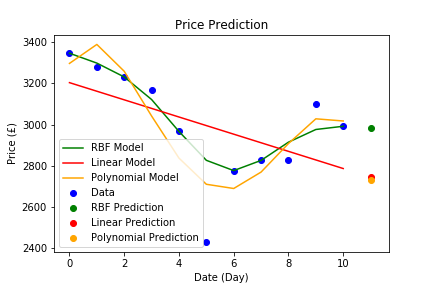 Price Prediction
Price (£)
3400
3200
3000
2800
2600
2400
RBF Model
Linear Model
Polynomial Model
Data
RBF Prediction
Linear Prediction
Polynomial Prediction
0
2
4
6
8
10
Date (Day)